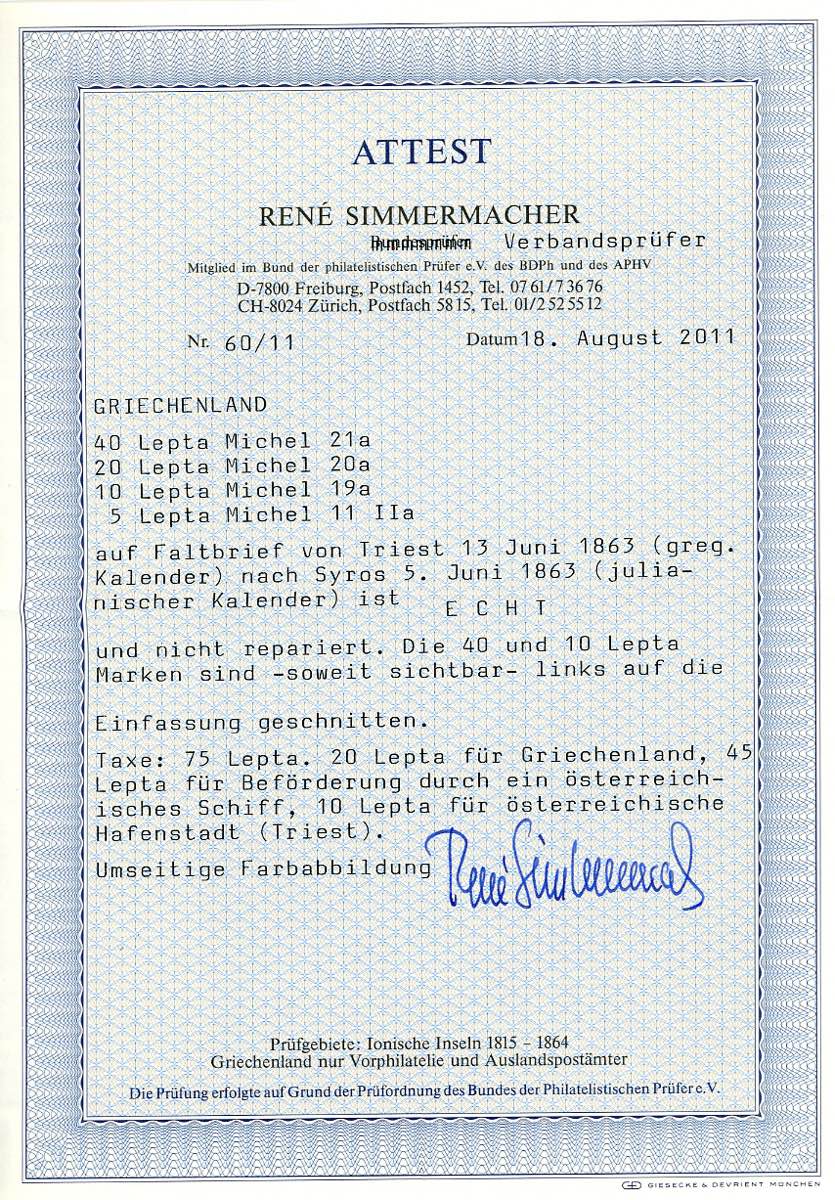 ATTEST
RENÉ SIMMERMACHER
Bundesprüfer Verbandsprüfer
Mitglied im Bund der philatelistischen Prüfer e.V. des BDPh und des APHV
D-7800 Freiburg, Postfach 1452, Tel. 0761/73676
CH-8024 Zürich, Postfach 5815, Tel. 01/2525512
Nr. 60/11 Datum 18. August 2011
GRIECHENLAND
40 Lepta Michel 21a
20 Lepta Michel 20a
10 Lepta Michel 19a
5 Lepta Michel 11 IIa
auf Faltbrief von Triest 13 Juni 1863 (greg.
Kalender) nach Syros 5. Juni 1863 (julia-
nischer Kalender) ist E C H T
und nicht repariert. Die 40 und 10 Lepta
Marken sind -soweit sichtbar- links auf die
Einfassung geschnitten.
Taxe: 75 Lepta. 20 Lepta für Griechenland, 45
Lepta für Beförderung durch ein österreich-
isches Schiff, 10 Lepta für österreichische
Hafenstadt (Triest).
Umseitige Farbabbildung René Simmermacher
Prüfgebiete: Ionische Inseln 1815 – 1864
Griechenland nur Vorphilatelie und Auslandspostämter
Die Prüfung erfolgte auf Grund der Prüfordnung des Bundes der Philatelistischen Prüfer e.V.
GIESECKE & DEVRIENT MÜNCHEN